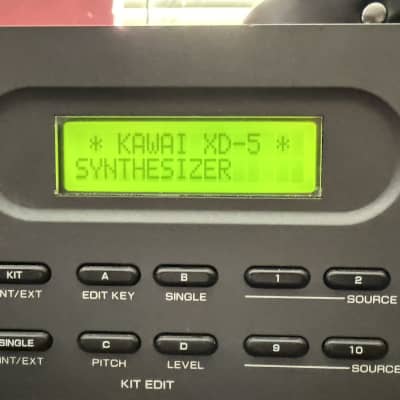 * KAWAI XD-5 *
SYNTHESIZER
KIT A B 1 2
INT/EXT EDIT KEY SINGLE SOURCE
SINGLE C D 9 10
INT/EXT PITCH LEVEL SOURCE
KIT EDIT